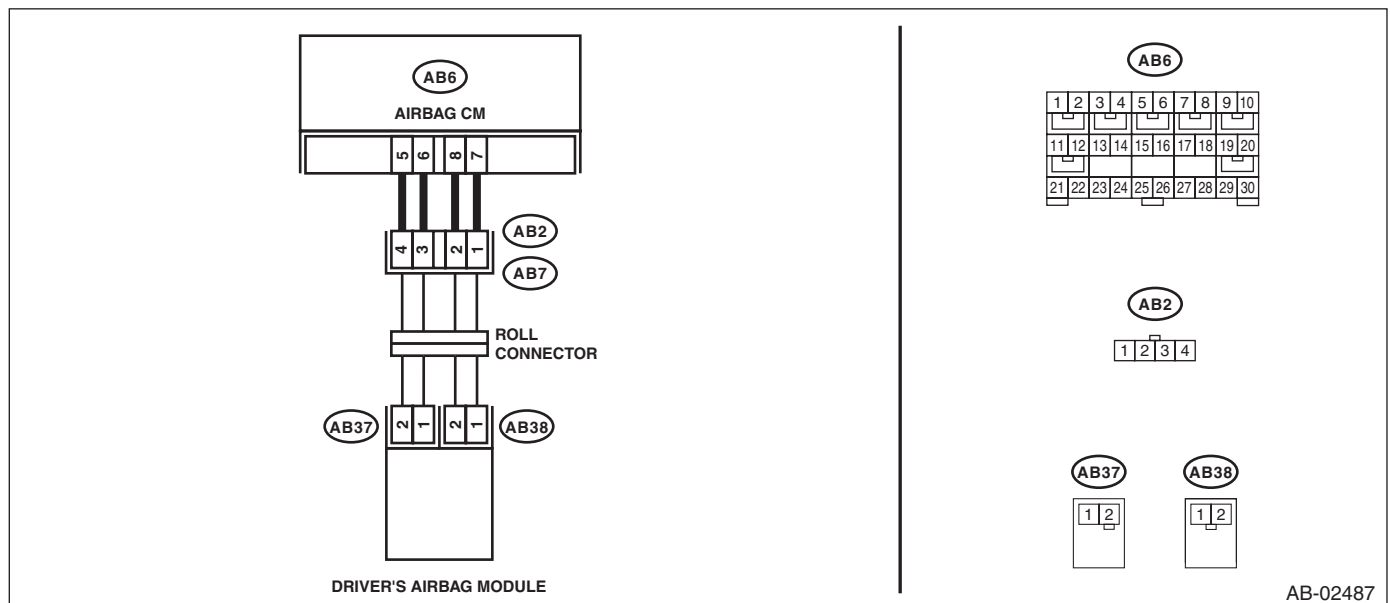 AB6
AIRBAG CM
5 6 8 7
4 3 2 1
AB2
AB7
ROLL
CONNECTOR
AB37
2 1 2 1
AB38
DRIVER'S AIRBAG MODULE
AB6
1 2 3 4 5 6 7 8 9 10
11 12 13 14 15 16 17 18 19 20
21 22 23 24 25 26 27 28 29 30
AB2
1 2 3 4
AB37 AB38
1 2 1 2
AB-02487